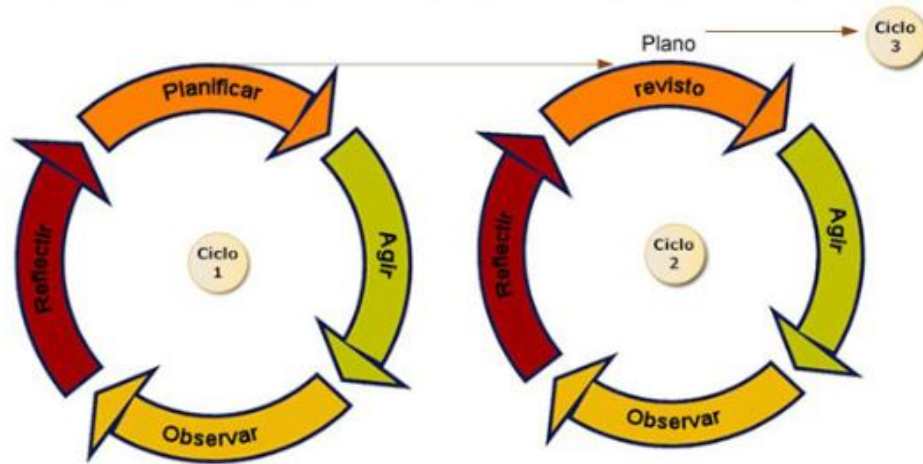 Planificar
Agir
Observar
Reflectir
Ciclo
1
Plano
revisto
Agir
Observar
Reflectir
Ciclo
2
Ciclo
3